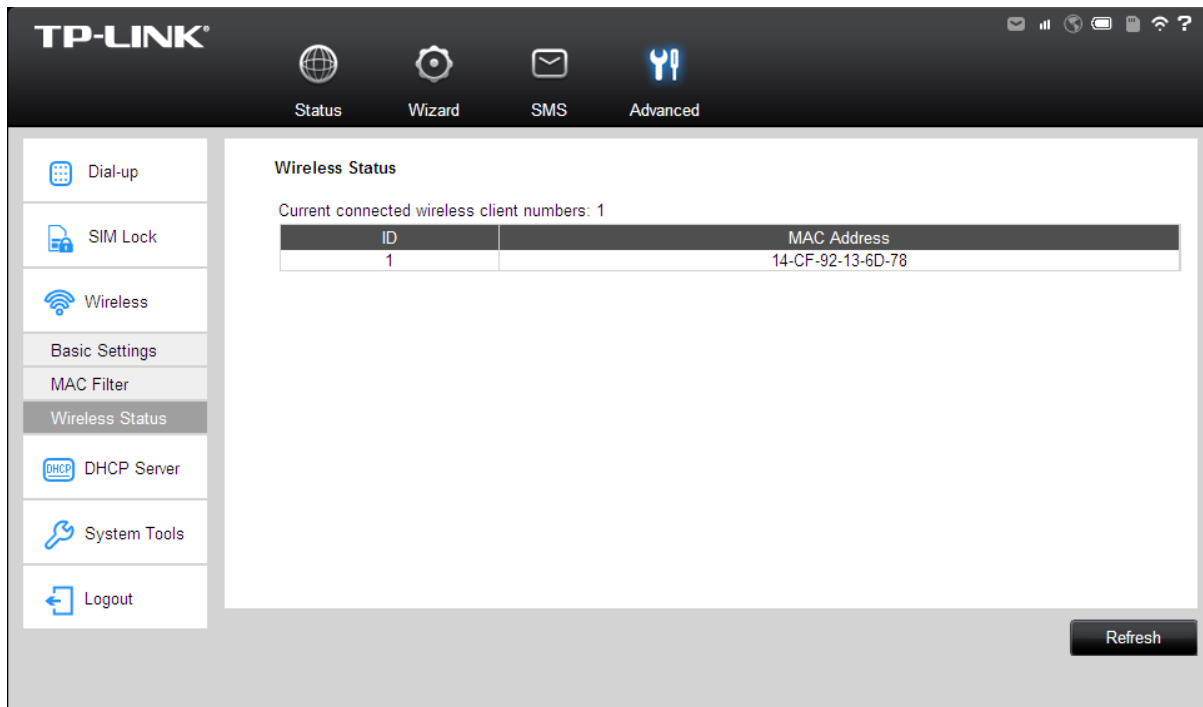 TP-LINK®
?
Status Wizard SMS Advanced
Dial-up
SIM Lock
Wireless
Basic Settings
MAC Filter
Wireless Status
DHCP DHCP Server
System Tools
Logout
Wireless Status
Current connected wireless client numbers: 1
ID MAC Address
1 14-CF-92-13-6D-78
Refresh